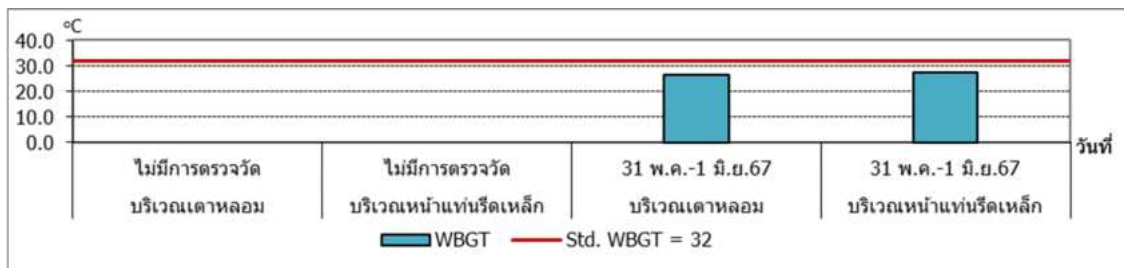 °C
40.0
30.0
20.0
10.0
0.0
วันที่
ไม่มีการตรวจวัด ไม่มีการตรวจวัด 31 พ.ค.-1 มิ.ย.67 31 พ.ค.-1 มิ.ย.67
บริเวณเตาหลอม บริเวณหน้าแท่นรีดเหล็ก บริเวณเตาหลอม บริเวณหน้าแท่นรีดเหล็ก
WBGT Std. WBGT = 32